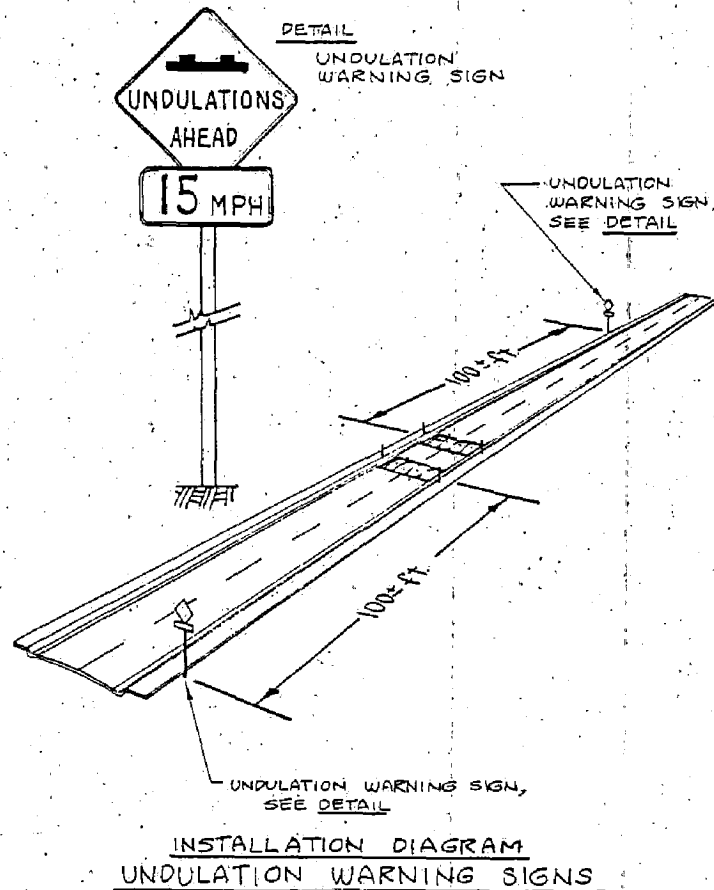 DETAIL
UNDULATION
WARNING SIGN
UNDULATIONS
AHEAD
15 MPH
UNDULATION
WARNING SIGN,
SEE DETAIL
100± ft.
100± ft.
UNDULATION WARNING SIGN,
SEE DETAIL
INSTALLATION DIAGRAM
UNDULATION WARNING SIGNS